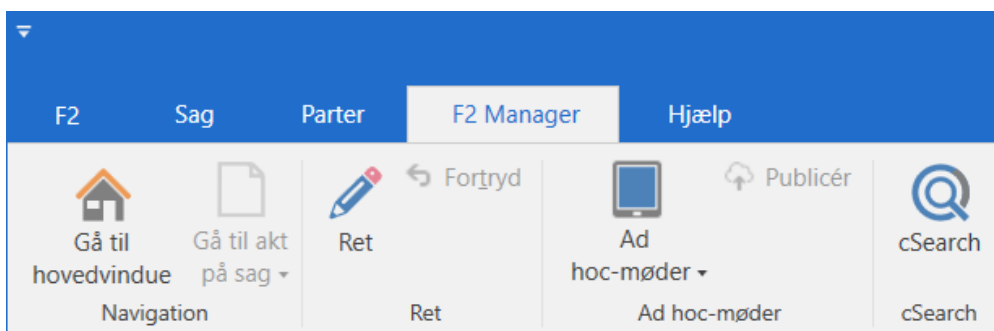 F2 Sag Parter F2 Manager Hjælp
Gå til hovedvindue
Gå til akt på sag
Ret
Fortryd
Ad hoc-møder
Publicér
cSearch
Navigation Ret Ad hoc-møder cSearch